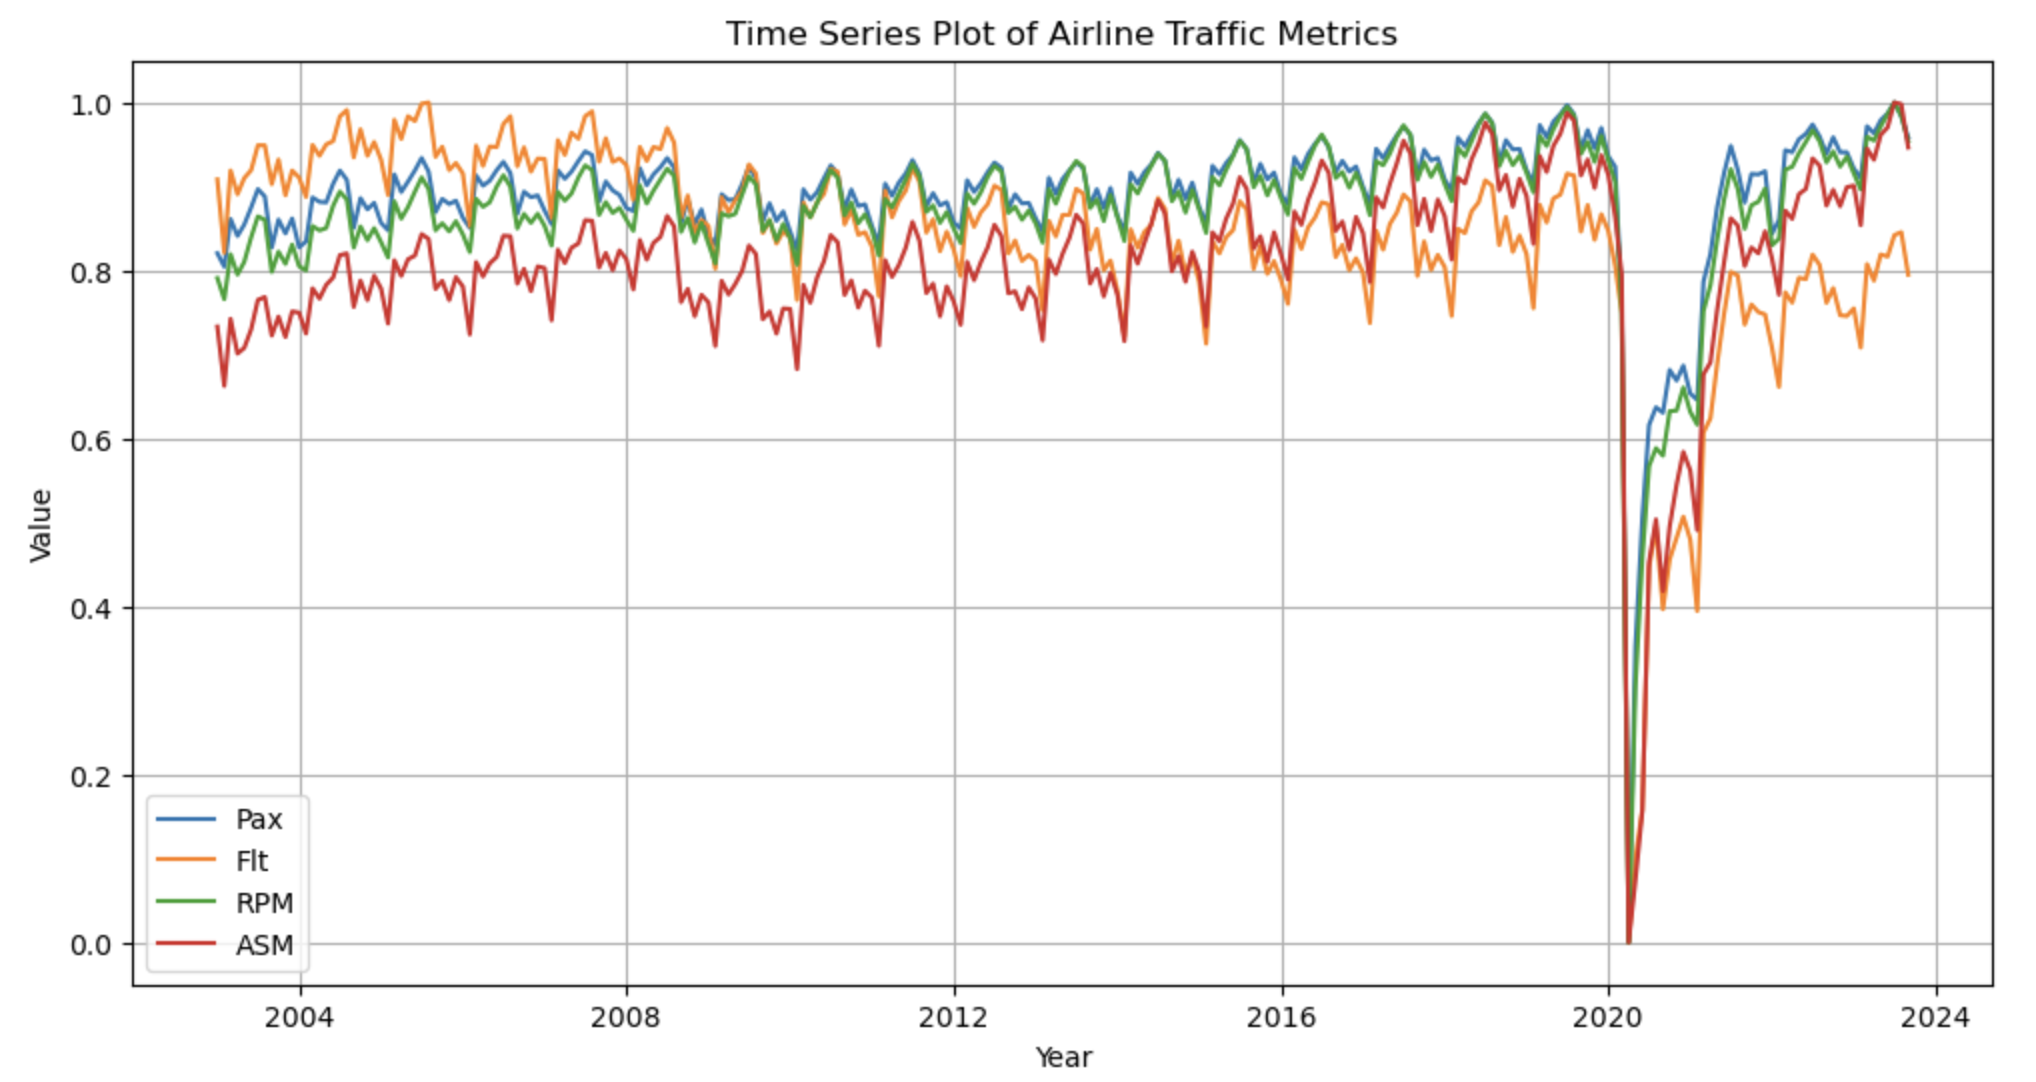 Time Series Plot of Airline Traffic Metrics
1.0
0.8
0.6
0.4
0.2
0.0
Value
Pax
Flt
RPM
ASM
2004 2008 2012 2016 2020 2024
Year